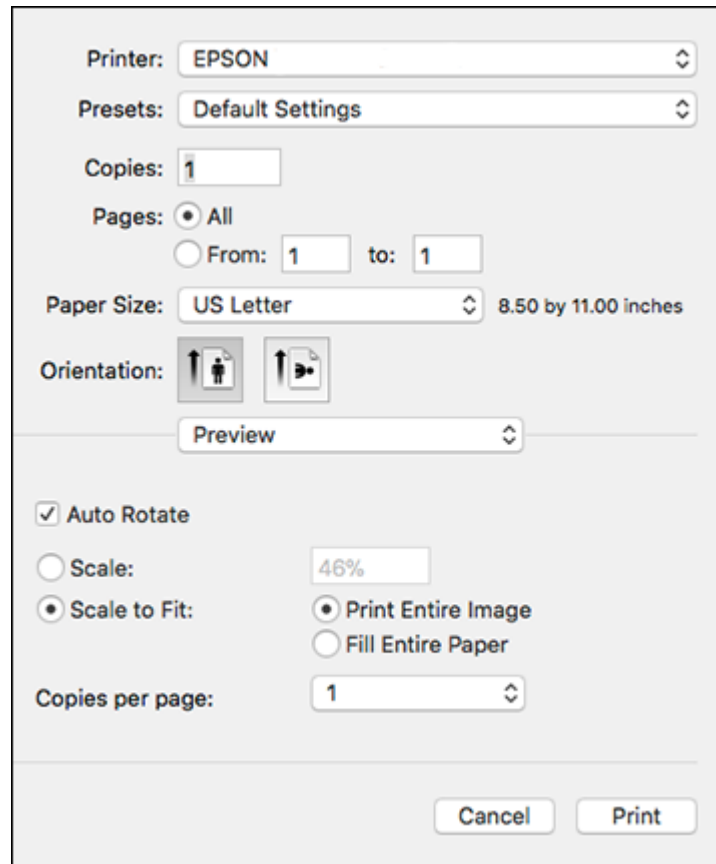 Printer: EPSON
Presets: Default Settings
Copies: 1
Pages: All
From: 1 to: 1
Paper Size: US Letter 8.50 by 11.00 inches
Orientation:
Preview
Auto Rotate
Scale: 46%
Scale to Fit: Print Entire Image
Fill Entire Paper
Copies per page: 1
Cancel Print